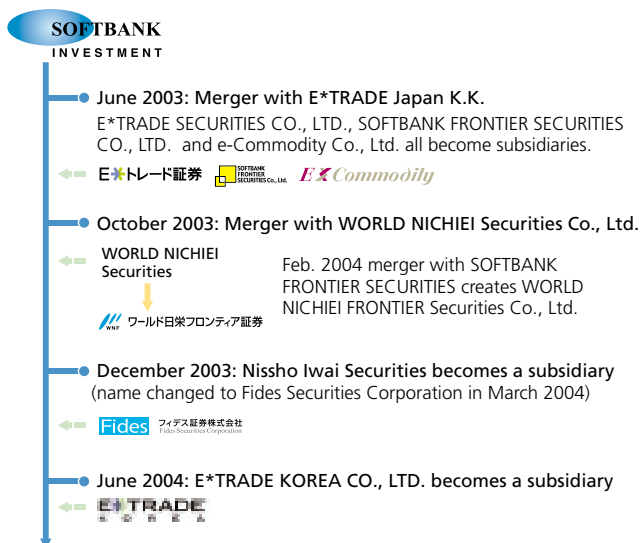 SOFTBANK
INVESTMENT
June 2003: Merger with E*TRADE Japan K.K.
E*TRADE SECURITIES CO., LTD., SOFTBANK FRONTIER SECURITIES
CO., LTD. and e-Commodity Co., Ltd. all become subsidiaries.
E*トレード証券
SOFTBANK
FRONTIER
SECURITIES Co., Ltd.
EX Commodily
October 2003: Merger with WORLD NICHIEI Securities Co., Ltd.
WORLD NICHIEI
Securities
WNF ワールド日栄フロンティア証券
Feb. 2004 merger with SOFTBANK
FRONTIER SECURITIES creates WORLD
NICHIEI FRONTIER Securities Co., Ltd.
December 2003: Nissho Iwai Securities becomes a subsidiary
(name changed to Fides Securities Corporation in March 2004)
Fides
フィデス証券株式会社
Fides Securities Corporation
June 2004: E*TRADE KOREA CO., LTD. becomes a subsidiary
E*TRADE
KOREA